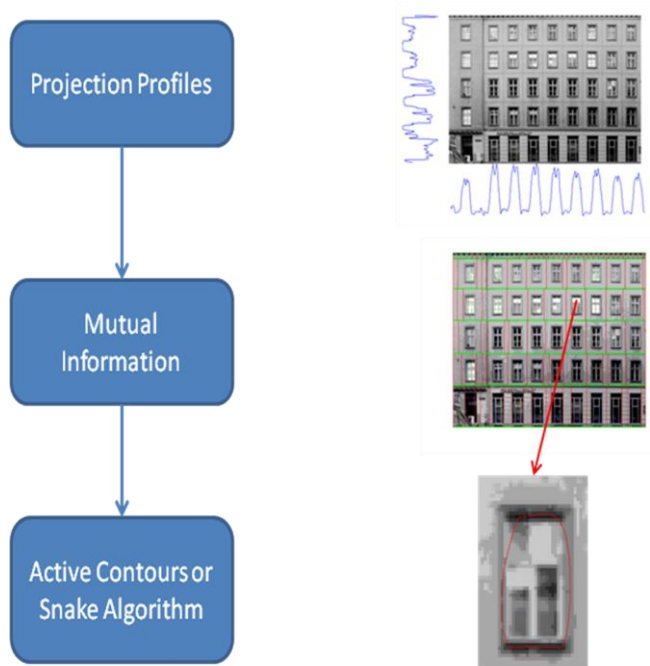 Projection Profiles
Mutual
Information
Active Contours or
Snake Algorithm